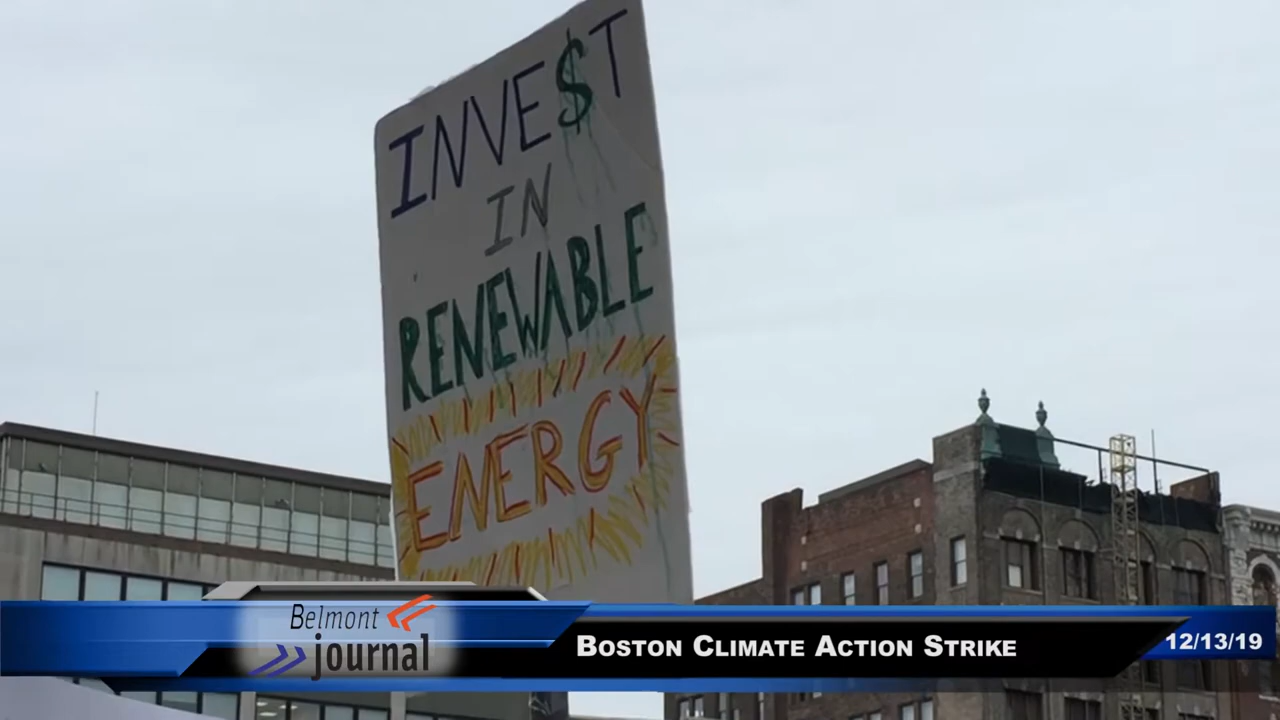 INVE$T
IN
RENEWABLE
ENERGY
Belmont
journal
BOSTON CLIMATE ACTION STRIKE
12/13/19